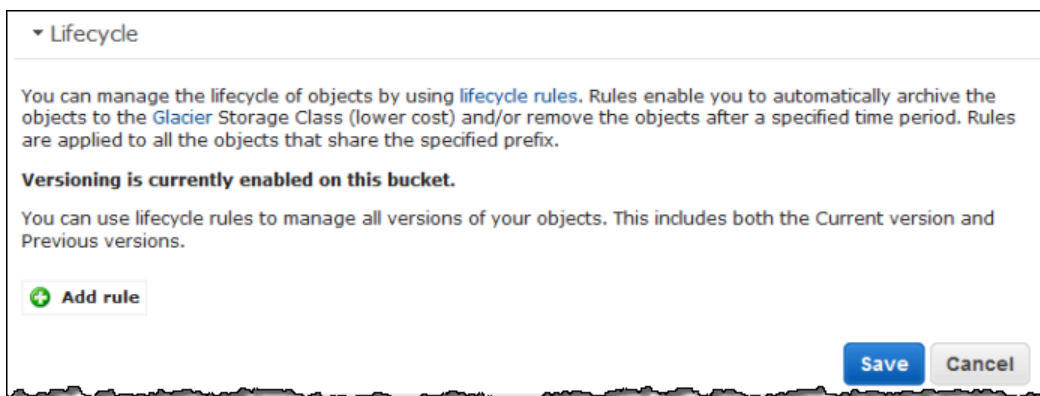 Lifecycle
You can manage the lifecycle of objects by using lifecycle rules. Rules enable you to automatically archive the
objects to the Glacier Storage Class (lower cost) and/or remove the objects after a specified time period. Rules
are applied to all the objects that share the specified prefix.
Versioning is currently enabled on this bucket.
You can use lifecycle rules to manage all versions of your objects. This includes both the Current version and
Previous versions.
Add rule
Save Cancel